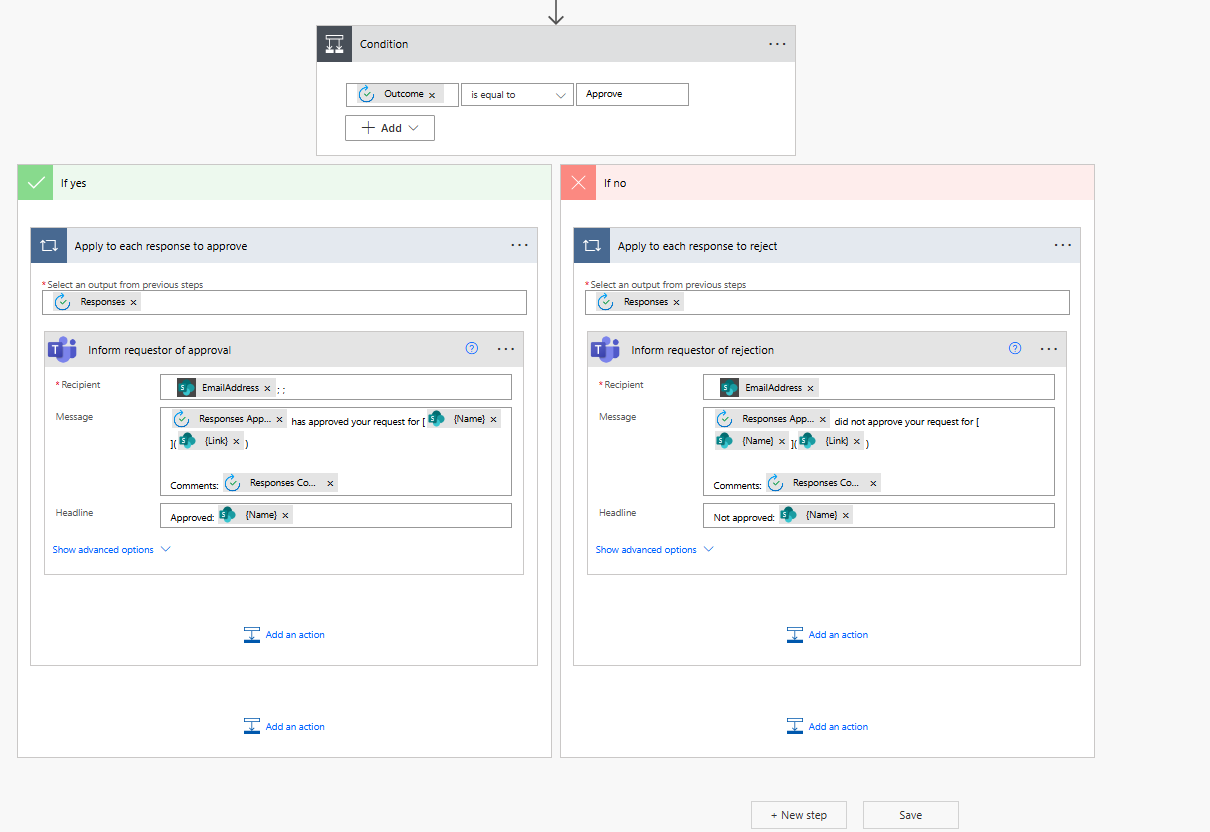 Condition
Outcome × is equal to Approve
+ Add
If yes
Apply to each response to approve
*Select an output from previous steps
Responses ×
T Inform requestor of approval ?
*Recipient S EmailAddress × ; ;
Message Responses App... × has approved your request for [ S {Name} ×
]( S {Link} × )
Comments: Responses Co... ×
Headline Approved: S {Name} ×
Show advanced options
Add an action
Add an action
If no
Apply to each response to reject
*Select an output from previous steps
Responses ×
T Inform requestor of rejection ?
*Recipient S EmailAddress ×
Message Responses App... × did not approve your request for [
S {Name} × ]( S {Link} × )
Comments: Responses Co... ×
Headline Not approved: S {Name} ×
Show advanced options
Add an action
Add an action
+ New step Save